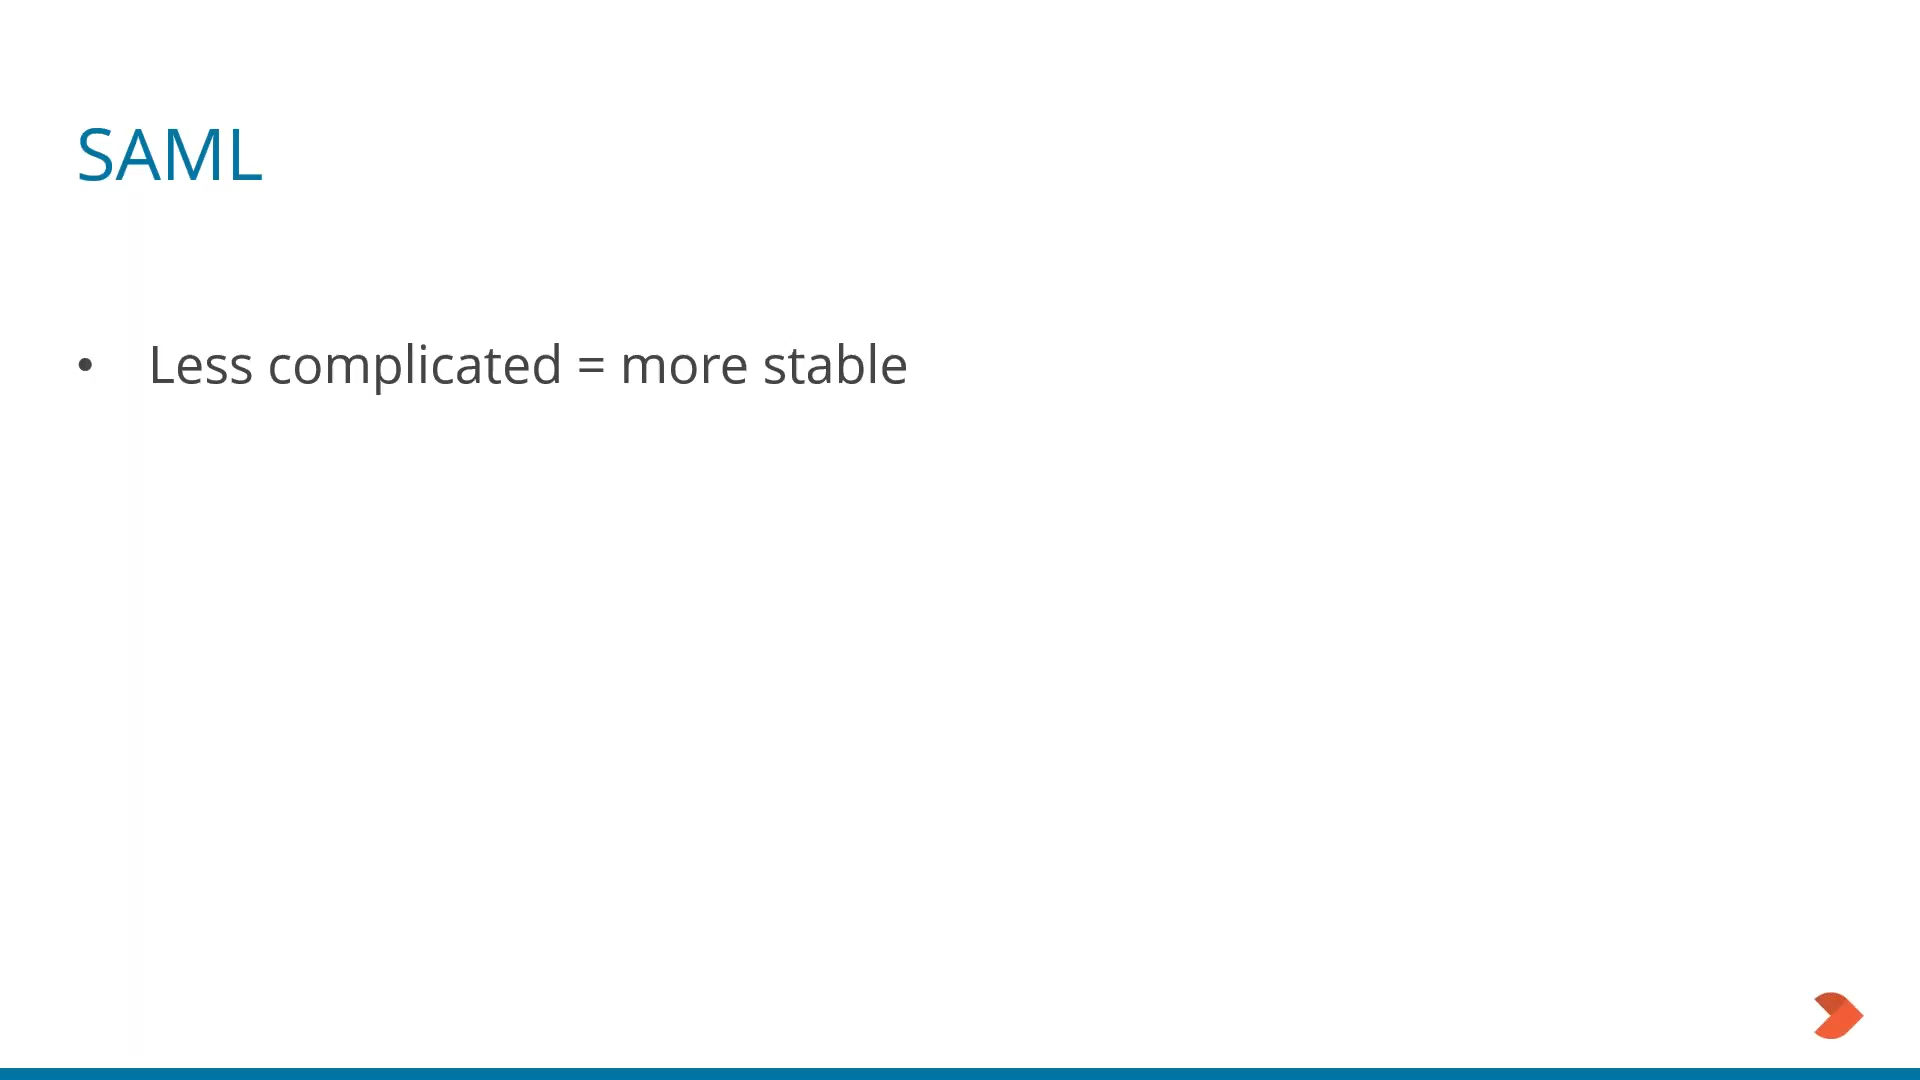 SAML
• Less complicated = more stable